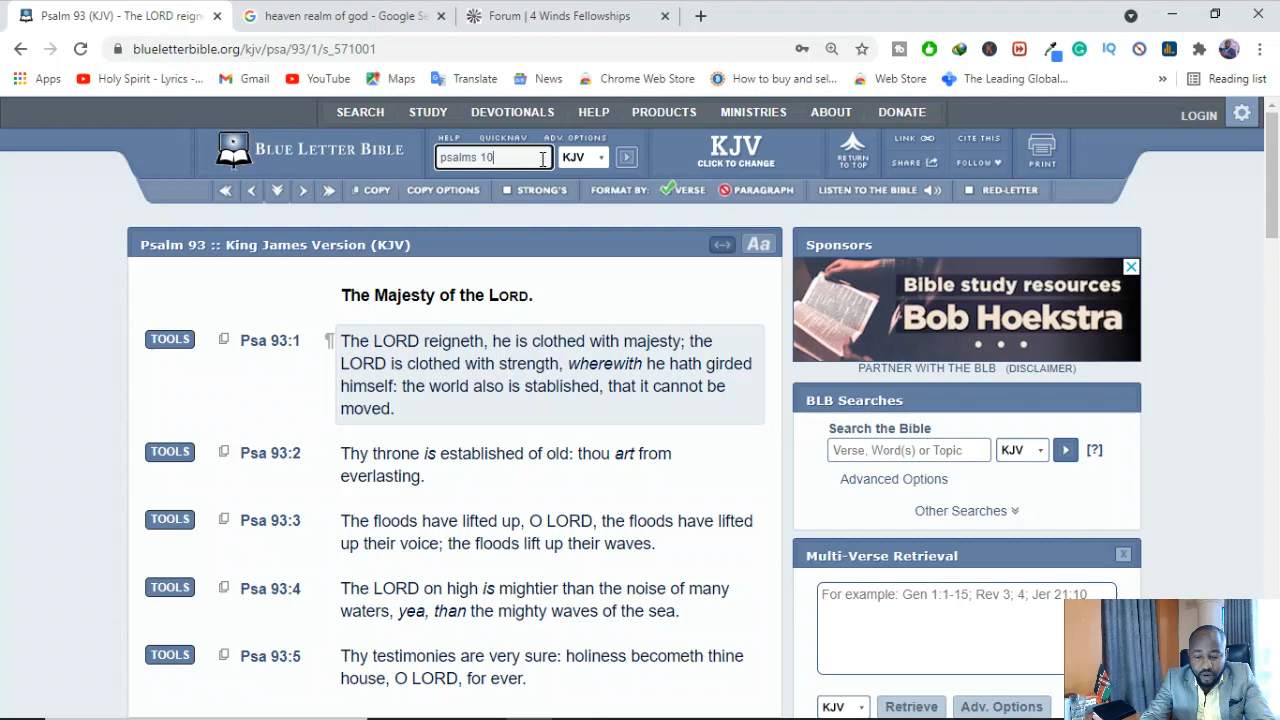 Psalm 93 (KJV) - The LORD reigne
heaven realm of god - Google Se
Forum | 4 Winds Fellowships
blueletterbible.org/kjv/psa/93/1/s_571001
Apps
Holy Spirit - Lyrics -...
Gmail
YouTube
Maps
Translate
News
Chrome Web Store
How to buy and sel...
Web Store
The Leading Global...
Reading list
SEARCH STUDY DEVOTIONALS HELP PRODUCTS MINISTRIES ABOUT DONATE
LOGIN
BLUE LETTER BIBLE
HELP QUICKNAV ADV. OPTIONS
psalms 10 KJV
KJV
CLICK TO CHANGE
RETURN
TO TOP
LINK CITE THIS
SHARE FOLLOW
PRINT
COPY COPY OPTIONS STRONG'S FORMAT BY: VERSE PARAGRAPH LISTEN TO THE BIBLE RED-LETTER
Psalm 93 :: King James Version (KJV)
Aa
The Majesty of the LORD.
TOOLS Psa 93:1 ¶ The LORD reigneth, he is clothed with majesty; the
LORD is clothed with strength, wherewith he hath girded
himself: the world also is stablished, that it cannot be
moved.
TOOLS Psa 93:2 Thy throne is established of old: thou art from
everlasting.
TOOLS Psa 93:3 The floods have lifted up, O LORD, the floods have lifted
up their voice; the floods lift up their waves.
TOOLS Psa 93:4 The LORD on high is mightier than the noise of many
waters, yea, than the mighty waves of the sea.
TOOLS Psa 93:5 Thy testimonies are very sure: holiness becometh thine
house, O LORD, for ever.
Sponsors
Bible study resources
Bob Hoekstra
PARTNER WITH THE BLB (DISCLAIMER)
BLB Searches
Search the Bible
Verse, Word(s) or Topic KJV [?]
Advanced Options
Other Searches
Multi-Verse Retrieval
X
For example: Gen 1:1-15; Rev 3; 4; Jer 21:10
KJV Retrieve Adv. Options